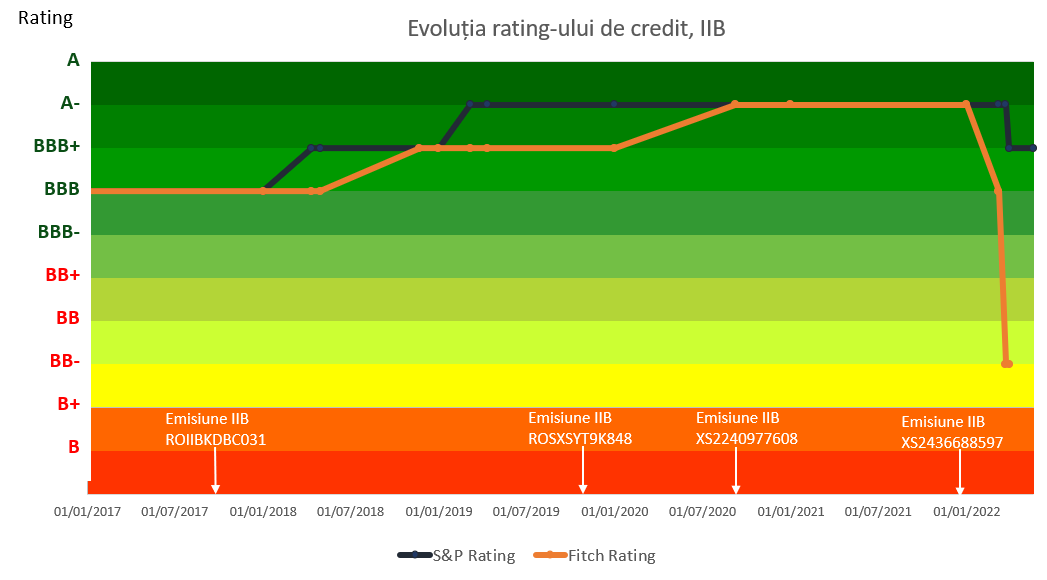 Rating
Evoluția rating-ului de credit, IIB
A
A-
BBB+
BBB
BBB-
BB+
BB
BB-
B+
B
Emisiune IIB
ROIIBKDBC031
Emisiune IIB
ROSXSYT9K848
Emisiune IIB
XS2240977608
Emisiune IIB
XS2436688597
01/01/2017 01/07/2017 01/01/2018 01/07/2018 01/01/2019 01/07/2019 01/01/2020 01/07/2020 01/01/2021 01/07/2021 01/01/2022
S&P Rating Fitch Rating